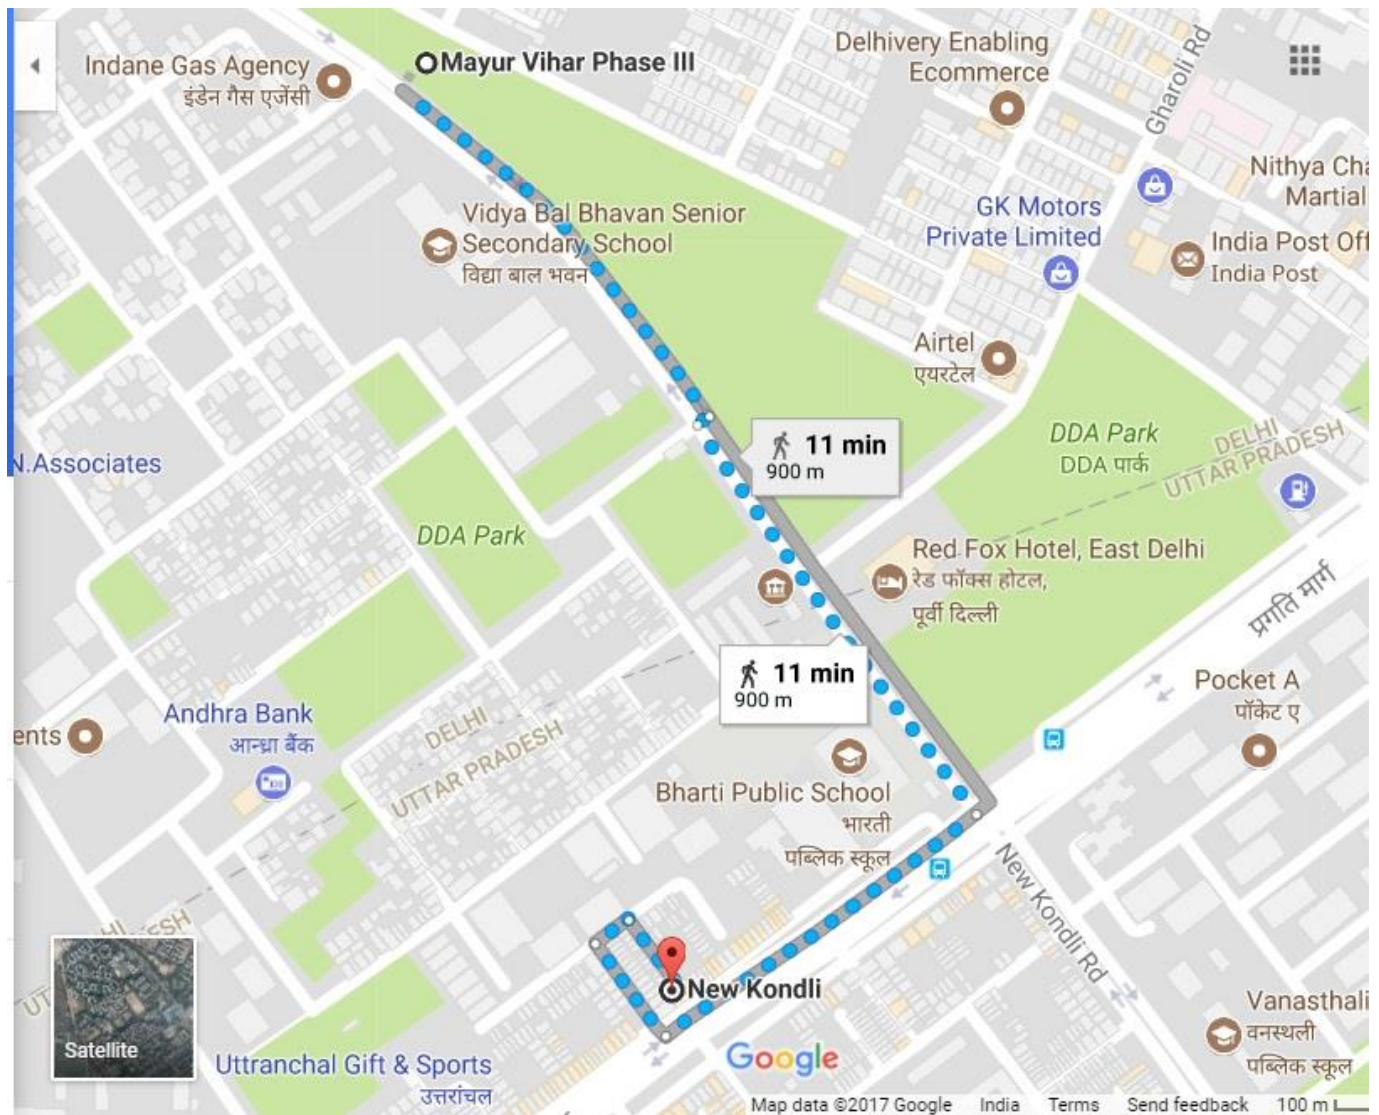 Indane Gas Agency
इंडेन गैस एजेंसी
Mayur Vihar Phase III
Delhivery Enabling
Ecommerce
Gharoli Rd
Nithya Cha
Martial
Vidya Bal Bhavan Senior
Secondary School
विद्या बाल भवन
GK Motors
Private Limited
India Post Off
India Post
Airtel
एयरटेल
11 min
900 m
DDA Park
DDA पार्क
DELHI
UTTAR PRADESH
N.Associates
DDA Park
Red Fox Hotel, East Delhi
रेड फॉक्स होटल,
पूर्वी दिल्ली
प्रगति मार्ग
11 min
900 m
Pocket A
पॉकेट ए
Andhra Bank
आन्ध्रा बैंक
ents
DELHI
UTTAR PRADESH
Bharti Public School
भारती
पब्लिक स्कूल
New Kondli Rd
New Kondli
Satellite
Uttranchal Gift & Sports
उत्तरांचल
Vanasthali
वनस्थली
पब्लिक स्कूल
Google
Map data ©2017 Google India Terms Send feedback 100 m